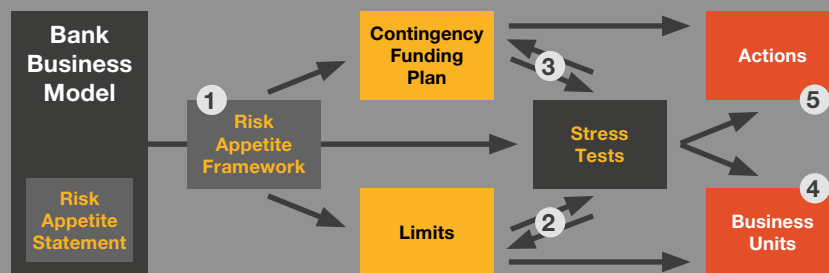 Bank
Business
Model
Risk
Appetite
Statement
1
Risk
Appetite
Framework
Contingency
Funding
Plan
3
Limits
2
Stress
Tests
Actions
5
4
Business
Units